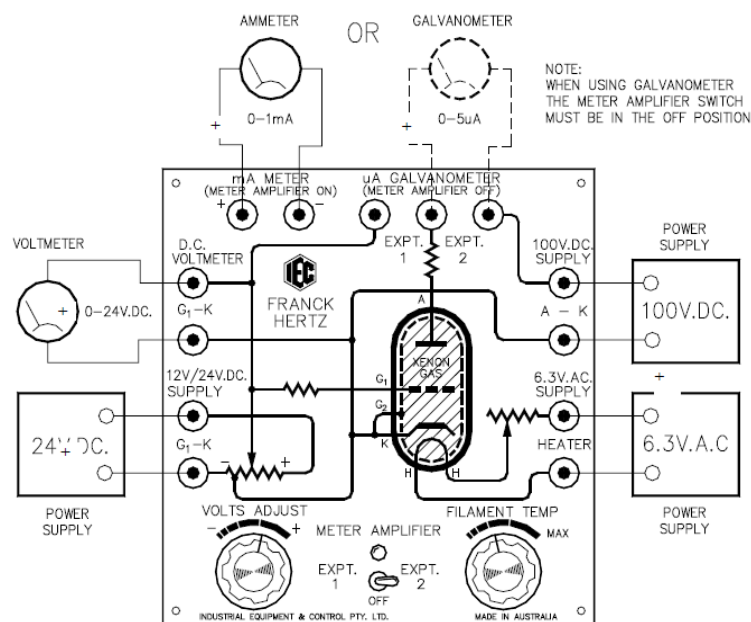 AMMETER
OR
GALVANOMETER
0-1mA
+
0-5uA
+
NOTE:
WHEN USING GALVANOMETER
THE METER AMPLIFIER SWITCH
MUST BE IN THE OFF POSITION
mA METER
(METER AMPLIFIER ON)
+
-
uA GALVANOMETER
(METER AMPLIFIER OFF)
VOLTMETER
+
0-24V.DC.
D.C.
VOLTMETER
G1-K
IEC
FRANCK
HERTZ
EXPT.
1
EXPT.
2
100V.DC.
SUPPLY
A - K
POWER
SUPPLY
100V.DC.
A
XENON
GAS
G1
G2
K
H
H
12V/24V.DC.
SUPPLY
G1-K
24V DC.
+
POWER
SUPPLY
-
+
6.3V.AC.
SUPPLY
HEATER
+
6.3V.A.C
POWER
SUPPLY
VOLTS ADJUST
-
+
METER AMPLIFIER
EXPT.
1
EXPT.
2
OFF
FILAMENT TEMP
MAX
INDUSTRIAL EQUIPMENT & CONTROL PTY. LTD.
MADE IN AUSTRALIA